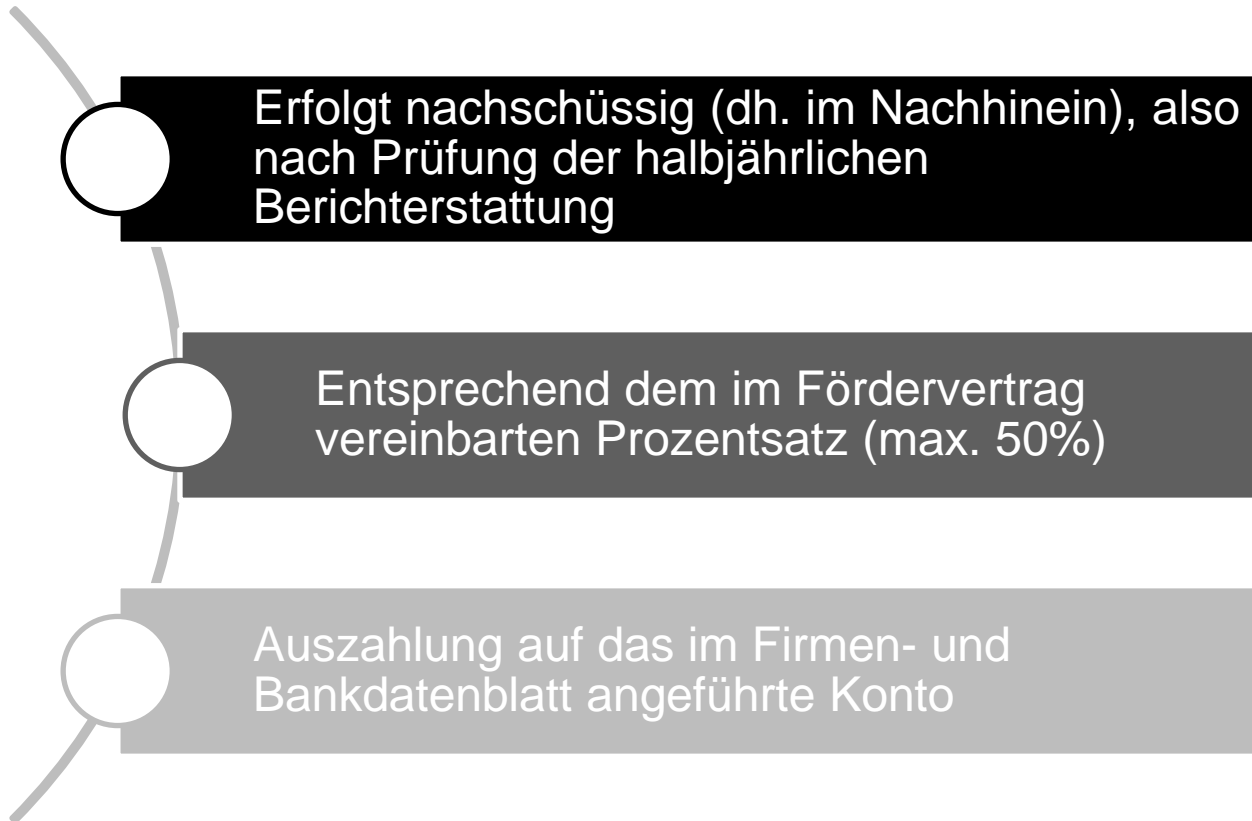 Erfolgt nachschüssig (dh. im Nachhinein), also
nach Prüfung der halbjährlichen
Berichterstattung
Entsprechend dem im Fördervertrag
vereinbarten Prozentsatz (max. 50%)
Auszahlung auf das im Firmen- und
Bankdatenblatt angeführte Konto